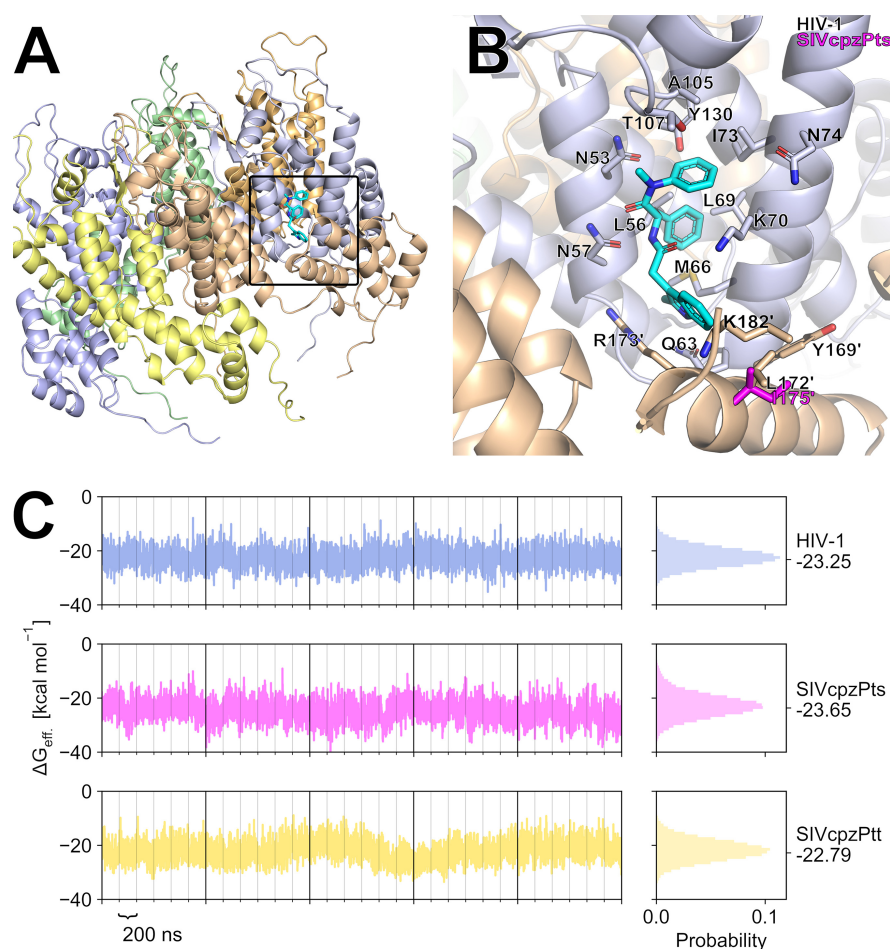 A
B
HIV-1
SIVcpzPts
A105
T107
Y130
I73
N74
N53
L69
L56
K70
N57
M66
K182'
R173'
Q63
Y169'
L172'
I175'
C
0
−20
−40
HIV-1
-23.25
0
−20
−40
SIVcpzPts
-23.65
0
−20
−40
SIVcpzPtt
-22.79
ΔGeff. [kcal mol−1]
200 ns
0.0
0.1
Probability